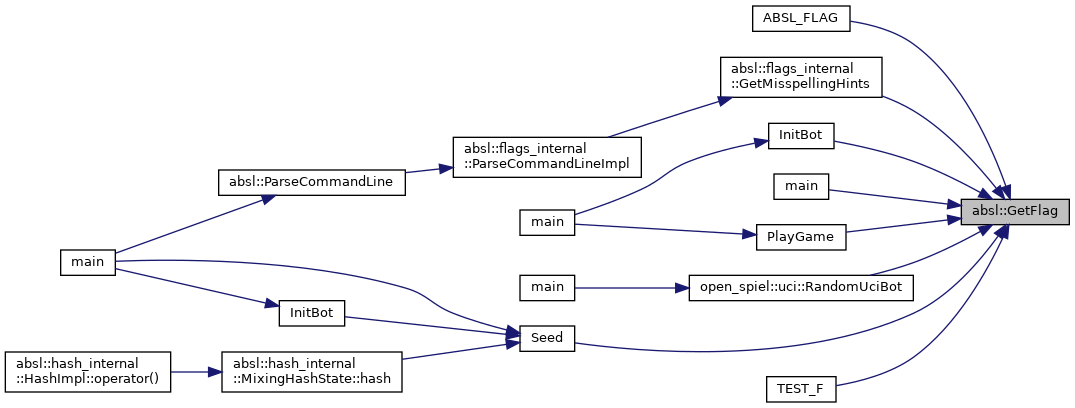 ABSL_FLAG
absl::flags_internal
::GetMisspellingHints
InitBot
absl::flags_internal
::ParseCommandLineImpl
absl::ParseCommandLine
main
absl::GetFlag
main
PlayGame
main
main
open_spiel::uci::RandomUciBot
InitBot
Seed
absl::hash_internal
::HashImpl::operator()
absl::hash_internal
::MixingHashState::hash
TEST_F